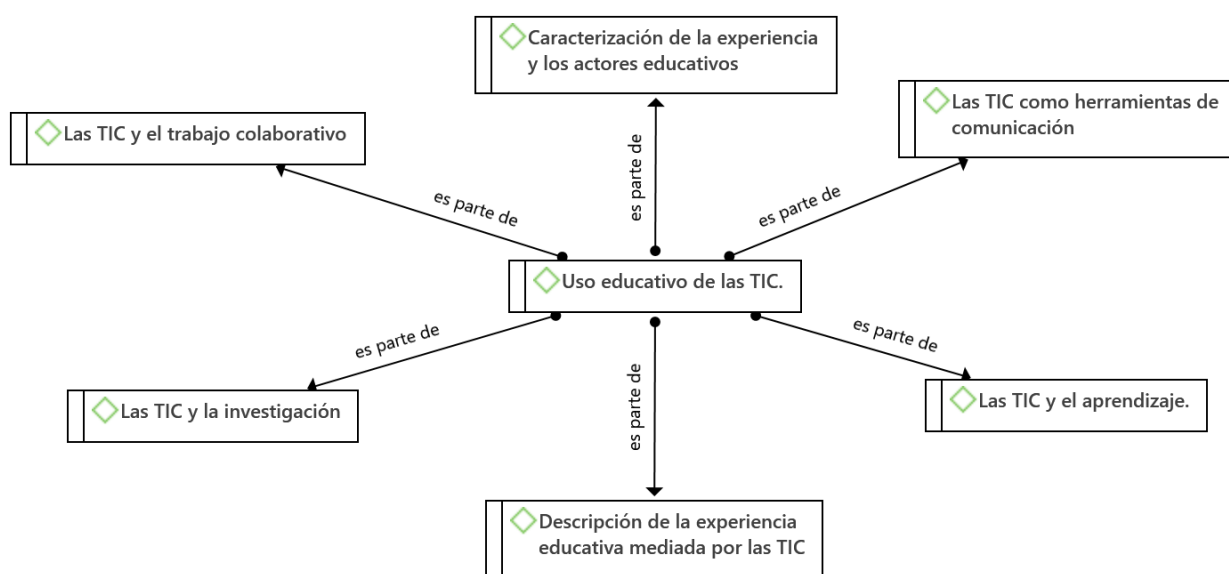 Caracterización de la experiencia
y los actores educativos
Las TIC como herramientas de
comunicación
Las TIC y el trabajo colaborativo
es parte de
es parte de
es parte de
Uso educativo de las TIC.
es parte de
es parte de
es parte de
Las TIC y la investigación
Las TIC y el aprendizaje.
Descripción de la experiencia
educativa mediada por las TIC